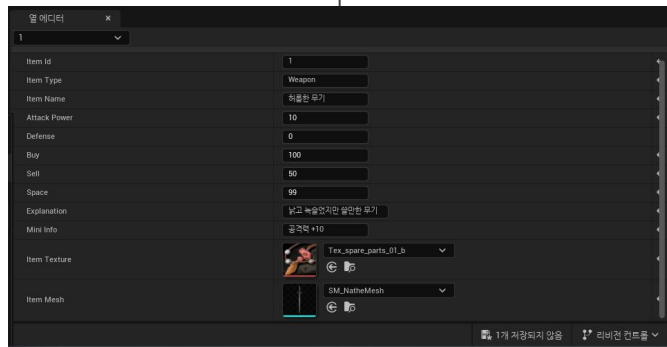 열 에디터
1
Item Id 1
Item Type Weapon
Item Name 허름한 무기
Attack Power 10
Defense 0
Buy 100
Sell 50
Space 99
Explanation 낡고 녹슬었지만 쓸만한 무기
Mini Info 공격력 +10
Item Texture Tex_spare_parts_01_b
Item Mesh SM_NatheMesh
1개 저장되지 않음 리비전 컨트롤